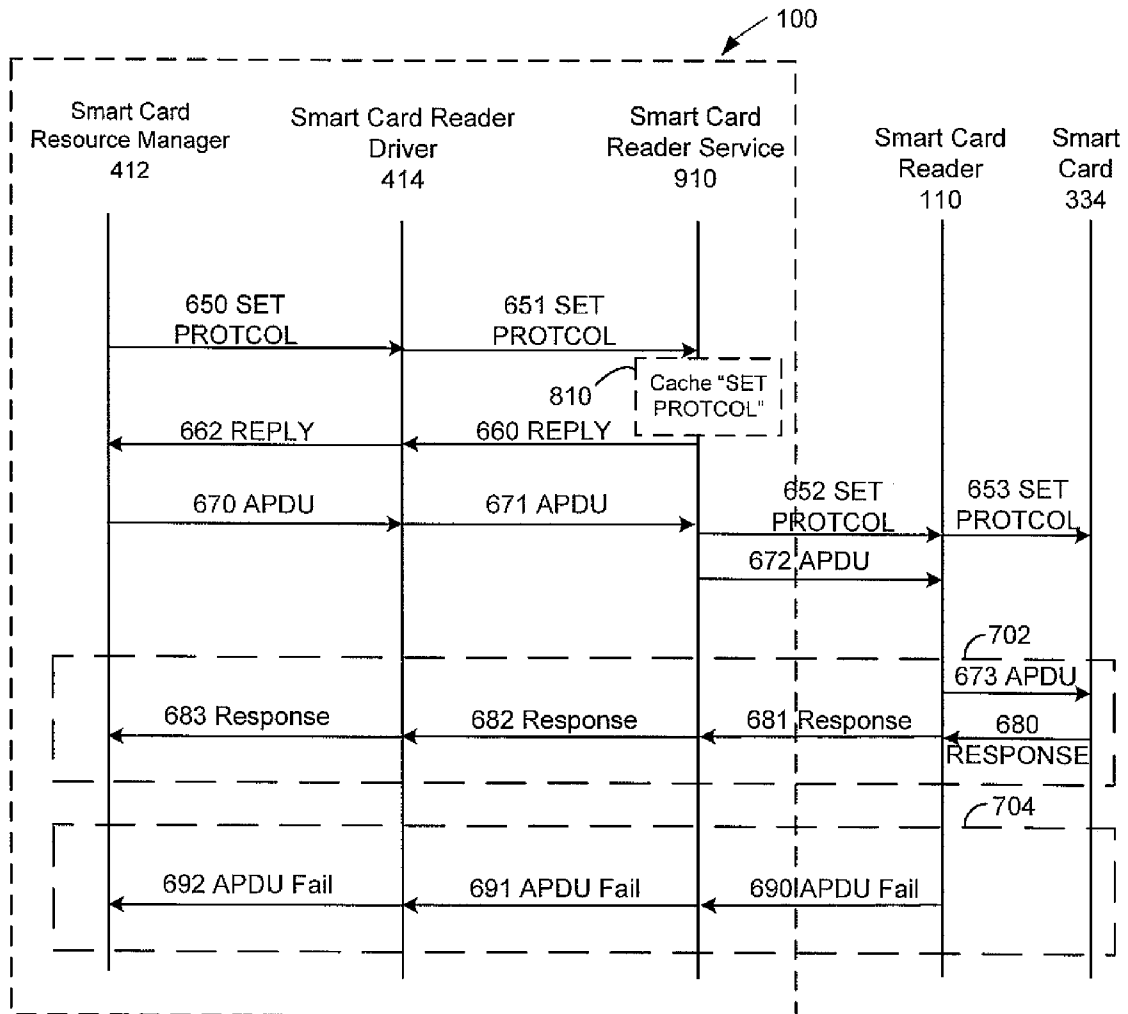 100
Smart Card
Resource Manager
412
Smart Card Reader
Driver
414
Smart Card
Reader Service
910
Smart Card
Reader
110
Smart
Card
334
650 SET
PROTCOL
651 SET
PROTCOL
810
Cache "SET
PROTCOL"
662 REPLY
660 REPLY
670 APDU
671 APDU
652 SET
PROTCOL
653 SET
PROTCOL
672 APDU
702
673 APDU
683 Response
682 Response
681 Response
680
RESPONSE
704
692 APDU Fail
691 APDU Fail
690 APDU Fail